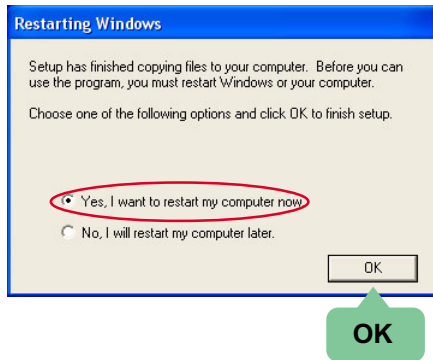 Restarting Windows
Setup has finished copying files to your computer. Before you can
use the program, you must restart Windows or your computer.
Choose one of the following options and click OK to finish setup.
Yes, I want to restart my computer now.
No, I will restart my computer later.
OK
OK